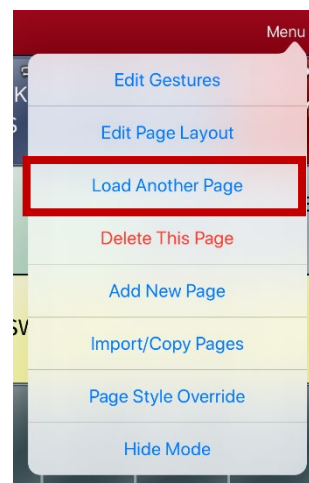 Menu
K
Edit Gestures
S
Edit Page Layout
Load Another Page
Delete This Page
Add New Page
SW
Import/Copy Pages
Page Style Override
Hide Mode